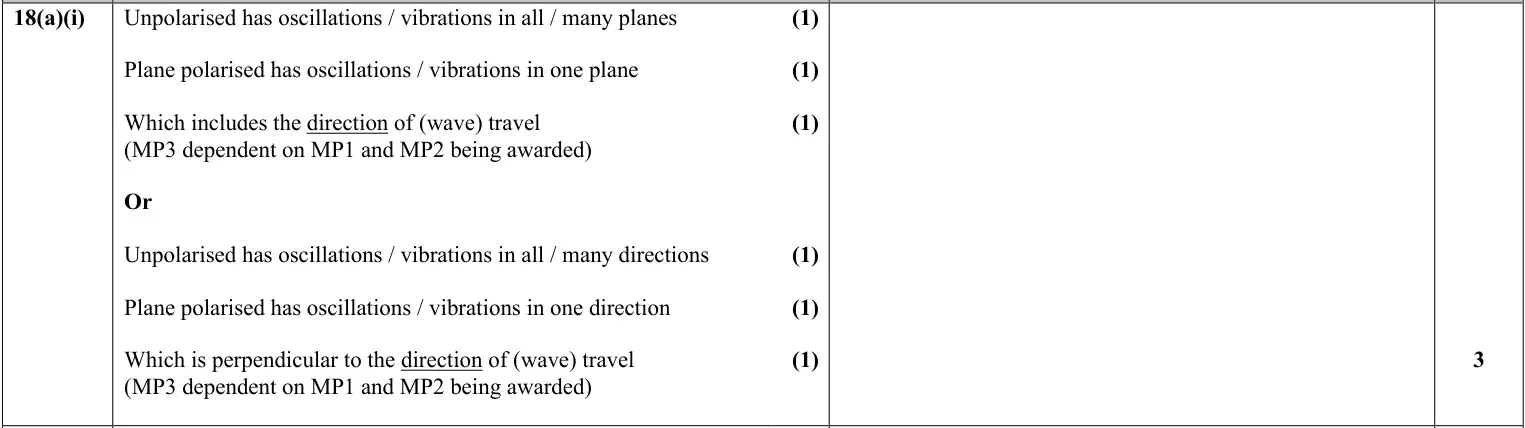 18(a)(i) Unpolarised has oscillations / vibrations in all / many planes (1)
Plane polarised has oscillations / vibrations in one plane (1)
Which includes the direction of (wave) travel (1)
(MP3 dependent on MP1 and MP2 being awarded)
Or
Unpolarised has oscillations / vibrations in all / many directions (1)
Plane polarised has oscillations / vibrations in one direction (1)
Which is perpendicular to the direction of (wave) travel (1) 3
(MP3 dependent on MP1 and MP2 being awarded)